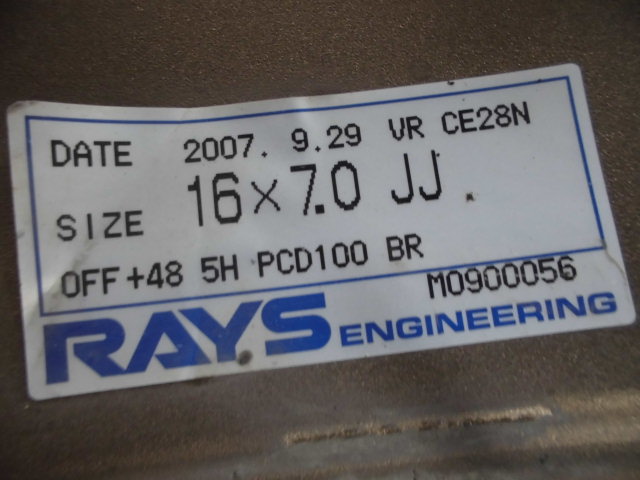 DATE 2007. 9.29 VR CE28N
SIZE 16×7.0 JJ
OFF+48 5H PCD100 BR
M0900056
RAYS ENGINEERING